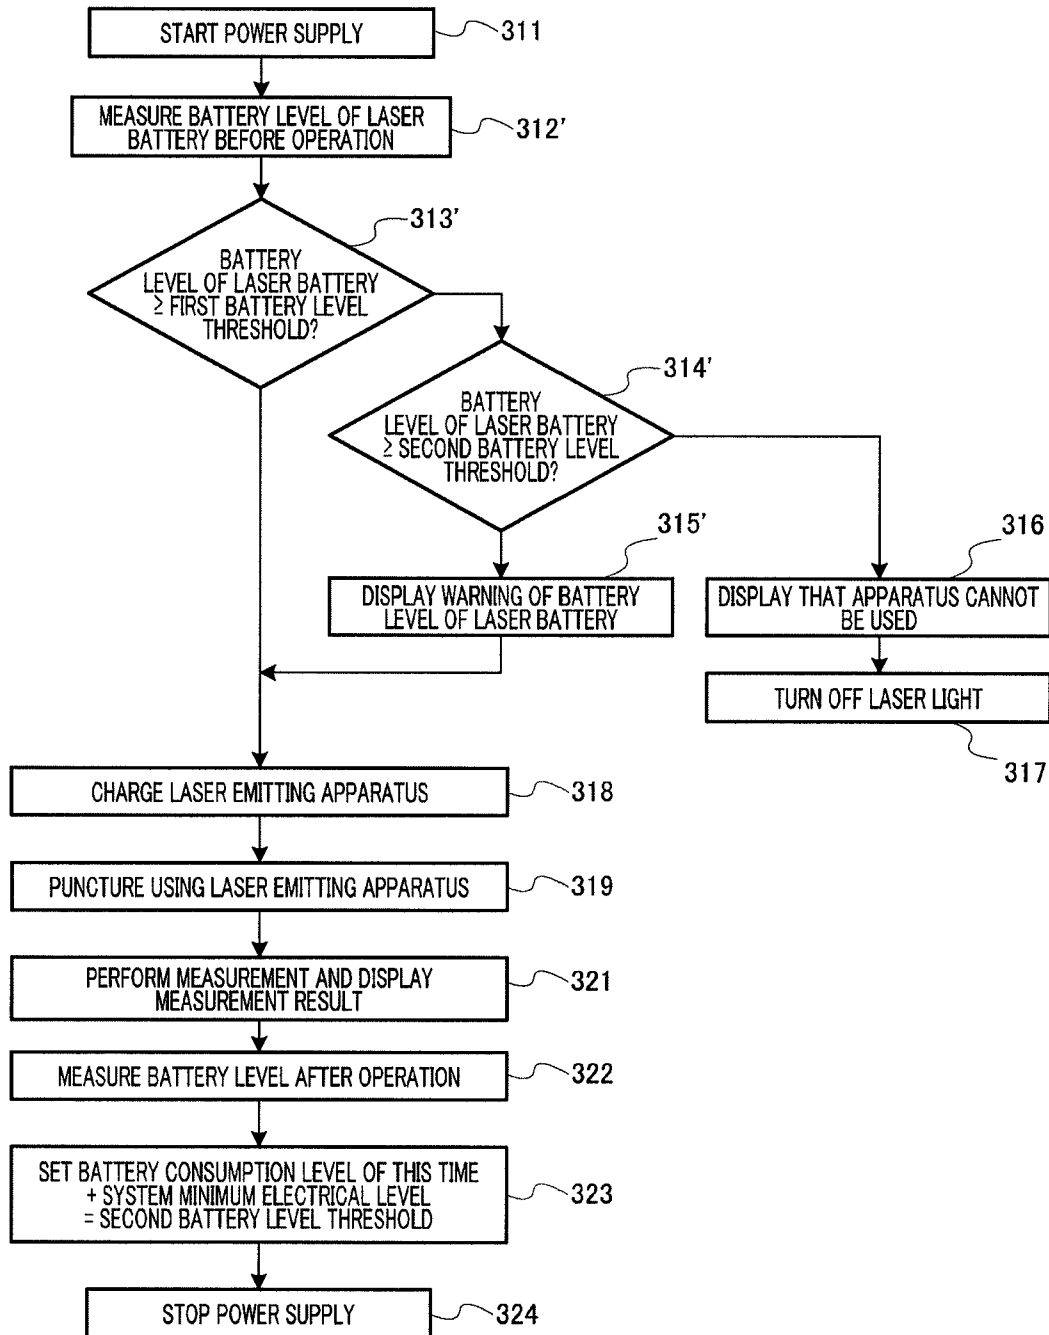 START POWER SUPPLY
311
MEASURE BATTERY LEVEL OF LASER
BATTERY BEFORE OPERATION
312'
313'
BATTERY
LEVEL OF LASER BATTERY
≥ FIRST BATTERY LEVEL
THRESHOLD?
314'
BATTERY
LEVEL OF LASER BATTERY
≥ SECOND BATTERY LEVEL
THRESHOLD?
315'
DISPLAY WARNING OF BATTERY
LEVEL OF LASER BATTERY
316
DISPLAY THAT APPARATUS CANNOT
BE USED
TURN OFF LASER LIGHT
317
CHARGE LASER EMITTING APPARATUS
318
PUNCTURE USING LASER EMITTING APPARATUS
319
PERFORM MEASUREMENT AND DISPLAY
MEASUREMENT RESULT
321
MEASURE BATTERY LEVEL AFTER OPERATION
322
SET BATTERY CONSUMPTION LEVEL OF THIS TIME
+ SYSTEM MINIMUM ELECTRICAL LEVEL
= SECOND BATTERY LEVEL THRESHOLD
323
STOP POWER SUPPLY
324